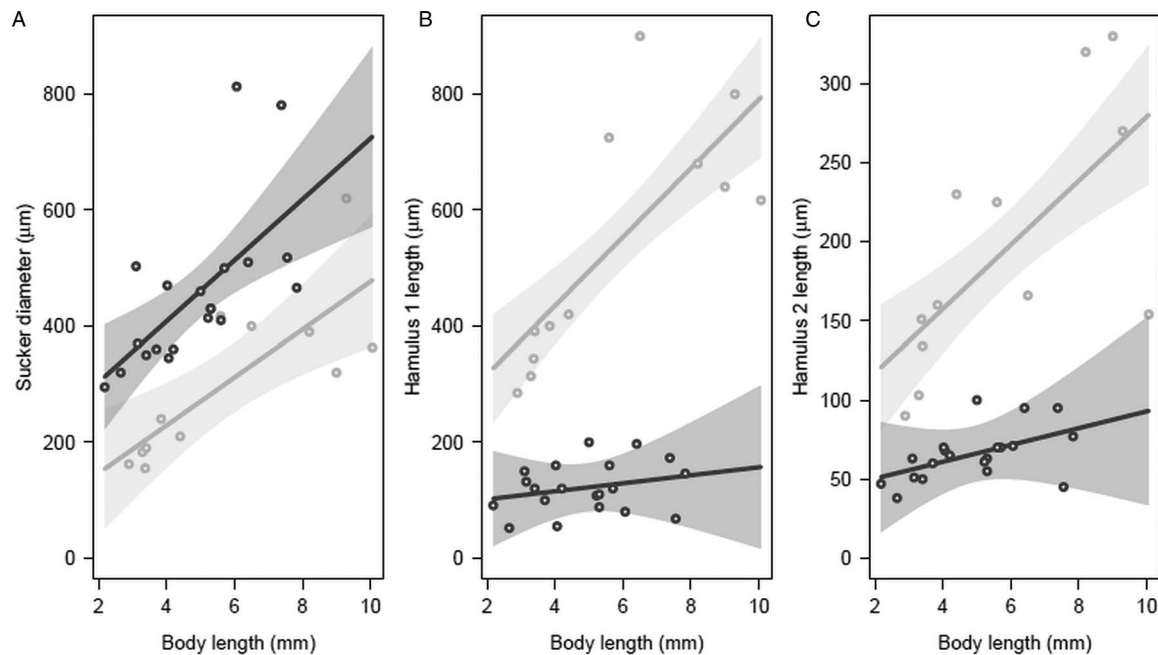 A
B
C
Sucker diameter (µm)
800
600
400
200
0
2 4 6 8 10
Body length (mm)
Hamulus 1 length (µm)
800
600
400
200
0
2 4 6 8 10
Body length (mm)
Hamulus 2 length (µm)
300
250
200
150
100
50
0
2 4 6 8 10
Body length (mm)